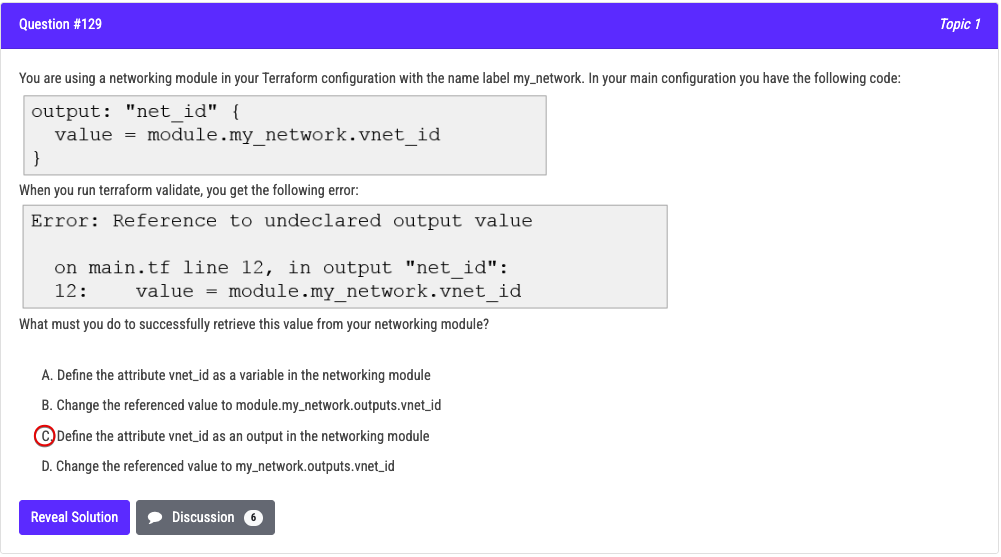 Question #129
Topic 1
You are using a networking module in your Terraform configuration with the name label my_network. In your main configuration you have the following code:
output: "net_id" {
  value = module.my_network.vnet_id
}
When you run terraform validate, you get the following error:
Error: Reference to undeclared output value
  on main.tf line 12, in output "net_id":
  12:    value = module.my_network.vnet_id
What must you do to successfully retrieve this value from your networking module?
A. Define the attribute vnet_id as a variable in the networking module
B. Change the referenced value to module.my_network.outputs.vnet_id
C. Define the attribute vnet_id as an output in the networking module
D. Change the referenced value to my_network.outputs.vnet_id
Reveal Solution
Discussion 6